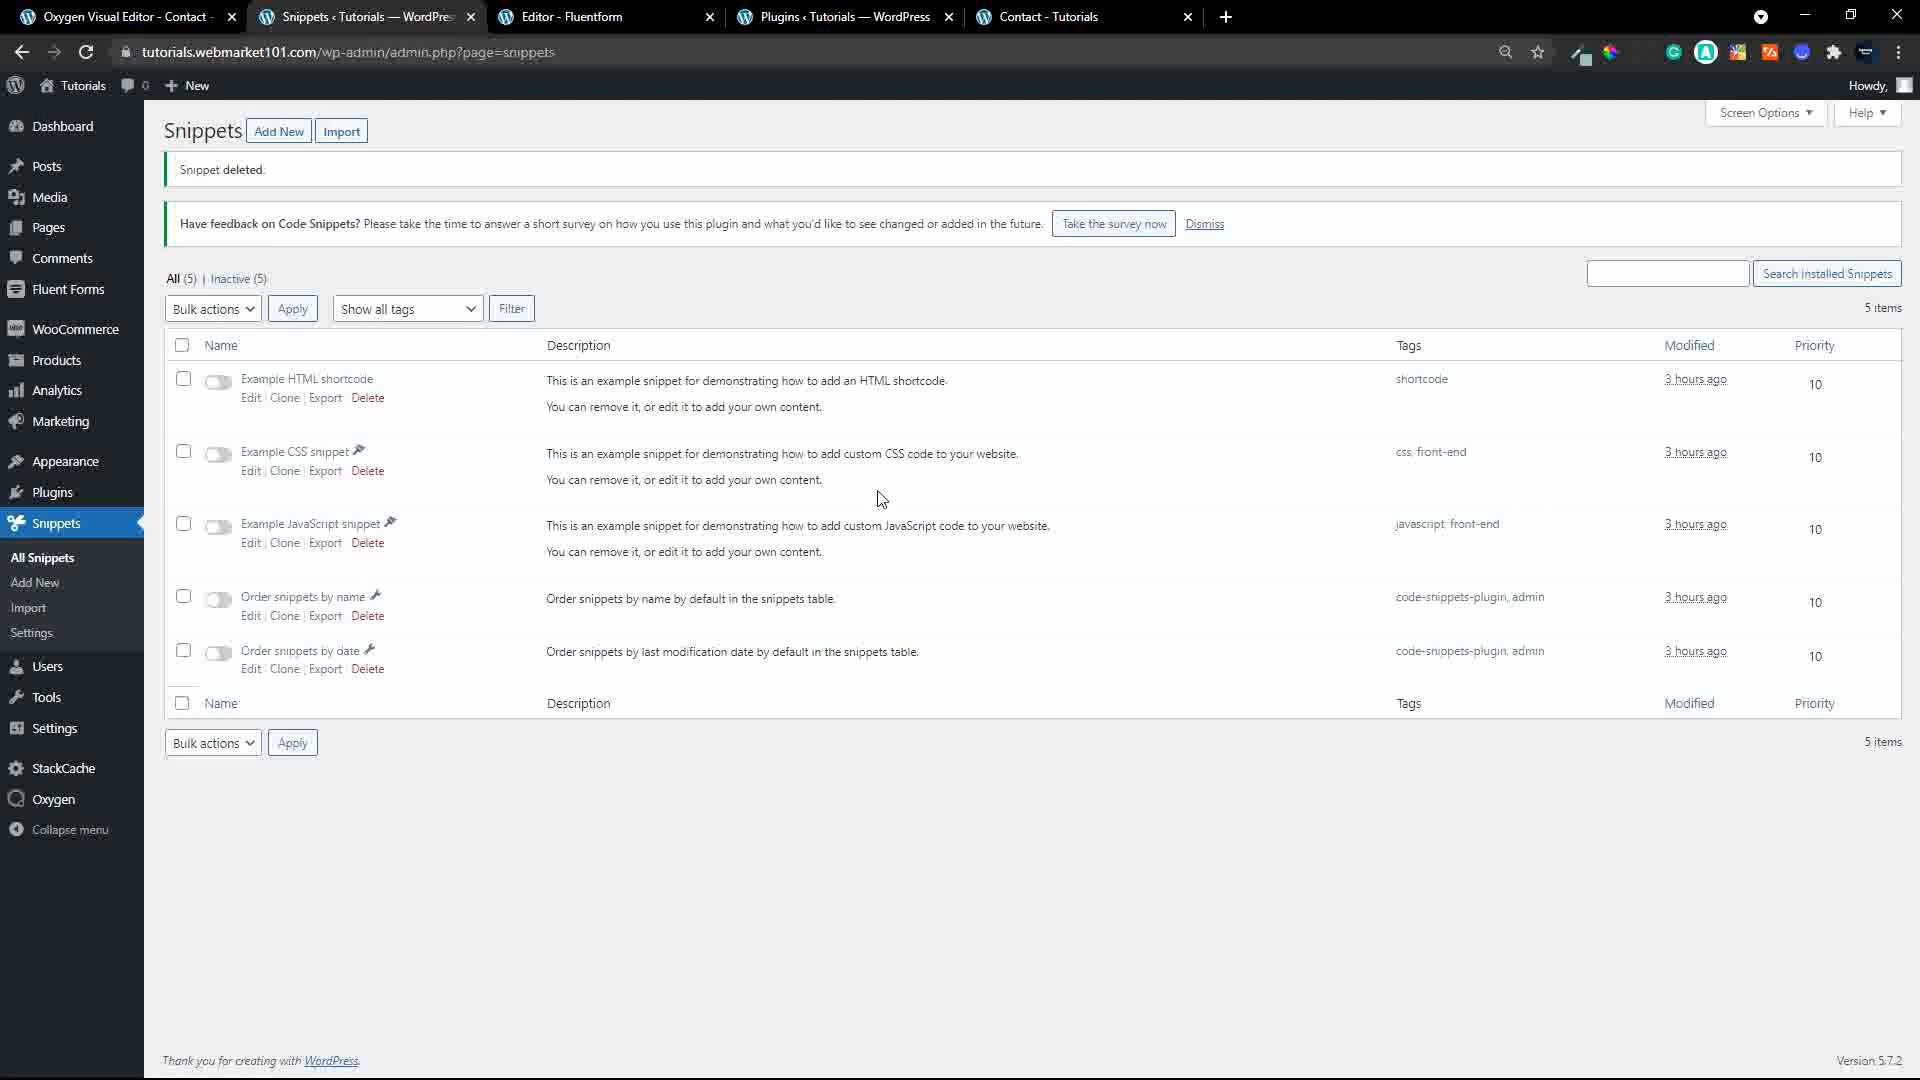 Oxygen Visual Editor - Contact
Snippets ‹ Tutorials — WordPres
Editor - Fluentform
Plugins ‹ Tutorials — WordPress
Contact - Tutorials
tutorials.webmarket101.com/wp-admin/admin.php?page=snippets
Tutorials
0
New
Howdy,
Dashboard
Posts
Media
Pages
Comments
Fluent Forms
WooCommerce
Products
Analytics
Marketing
Appearance
Plugins
Snippets
All Snippets
Add New
Import
Settings
Users
Tools
Settings
StackCache
Oxygen
Collapse menu
Screen Options
Help
Snippets
Add New
Import
Snippet deleted.
Have feedback on Code Snippets? Please take the time to answer a short survey on how you use this plugin and what you'd like to see changed or added in the future. Take the survey now Dismiss
All (5) | Inactive (5)
Search Installed Snippets
Bulk actions
Apply
Show all tags
Filter
5 items
Name Description Tags Modified Priority
Example HTML shortcode
Edit | Clone | Export | Delete
This is an example snippet for demonstrating how to add an HTML shortcode.
You can remove it, or edit it to add your own content.
shortcode
3 hours ago
10
Example CSS snippet
Edit | Clone | Export | Delete
This is an example snippet for demonstrating how to add custom CSS code to your website.
You can remove it, or edit it to add your own content.
css, front-end
3 hours ago
10
Example JavaScript snippet
Edit | Clone | Export | Delete
This is an example snippet for demonstrating how to add custom JavaScript code to your website.
You can remove it, or edit it to add your own content.
javascript, front-end
3 hours ago
10
Order snippets by name
Edit | Clone | Export | Delete
Order snippets by name by default in the snippets table.
code-snippets-plugin, admin
3 hours ago
10
Order snippets by date
Edit | Clone | Export | Delete
Order snippets by last modification date by default in the snippets table.
code-snippets-plugin, admin
3 hours ago
10
Name Description Tags Modified Priority
Bulk actions
Apply
5 items
Thank you for creating with WordPress.
Version 5.7.2